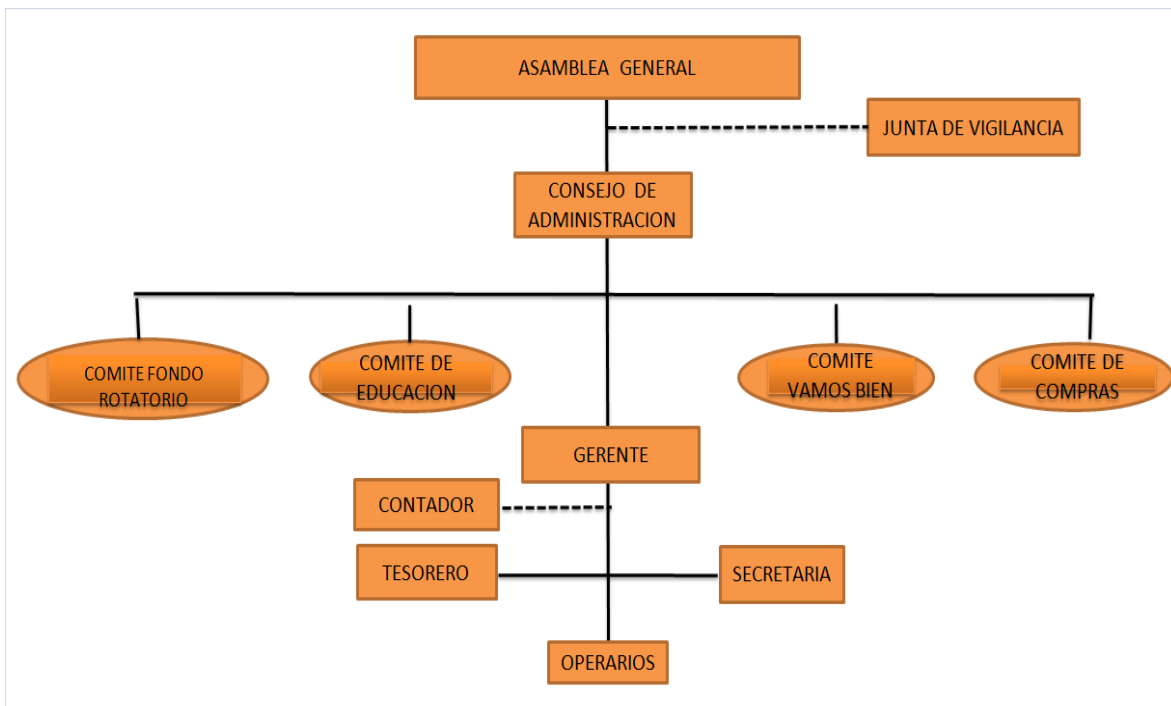 ASAMBLEA GENERAL
JUNTA DE VIGILANCIA
CONSEJO DE
ADMINISTRACION
COMITE FONDO
ROTATORIO
COMITE DE
EDUCACION
COMITE
VAMOS BIEN
COMITE DE
COMPRAS
GERENTE
CONTADOR
TESORERO
SECRETARIA
OPERARIOS